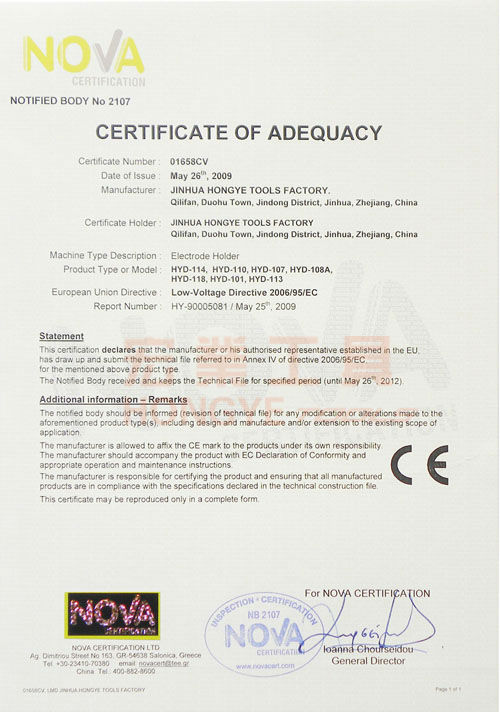 NOVA
CERTIFICATION
NOTIFIED BODY No 2107
CERTIFICATE OF ADEQUACY
Certificate Number : 01658CV
Date of Issue : May 26th, 2009
Manufacturer : JINHUA HONGYE TOOLS FACTORY.
Qilifan, Duohu Town, Jindong District, Jinhua, Zhejiang, China
Certificate Holder : JINHUA HONGYE TOOLS FACTORY
Qilifan, Duohu Town, Jindong District, Jinhua, Zhejiang, China
Machine Type Description : Electrode Holder
Product Type or Model : HYD-114, HYD-110, HYD-107, HYD-108A,
HYD-118, HYD-101, HYD-113
European Union Directive : Low-Voltage Directive 2006/95/EC
Report Number : HY-90005081 / May 25th, 2009
NOVA
Statement
This certification declares that the manufacturer or his authorised representative established in the EU,
has draw up and submit the technical file referred to in Annex IV of directive 2006/95/EC,
for the mentioned above product type.
The Notified Body received and keeps the Technical File for specified period (until May 26th, 2012).
HONGYE
Additional information – Remarks
The notified body should be informed (revision of technical file) for any modification or alterations made to the
aforementioned product type(s), including design and manufacture and/or extension to the existing scope of
application.
The manufacturer is allowed to affix the CE mark to the products under its own responsibility.
The manufacturer should accompany the product with EC Declaration of Conformity and
appropriate operation and maintenance instructions.
The manufacturer is responsible for certifying the product and ensuring that all manufactured
products are in compliance with the specifications declared in the technical construction file.
This certificate may be reproduced only in a complete form.
CE
NOVA
CERTIFICATION
NOVA CERTIFICATION LTD
Ag. Dimitriou Street No 163, GR-54638 Salonica, Greece
Tel. +30-23410-70380 email: novacert@tee.gr
China Tel.: 400-882-8600
For NOVA CERTIFICATION
INSPECTION - CERTIFICATION
NB 2107
NOVA
CERTIFICATION
www.novacert.com
Ioanna Choufseidou
General Director
01658CV, LMD JINHUA HONGYE TOOLS FACTORY
Page 1 of 1